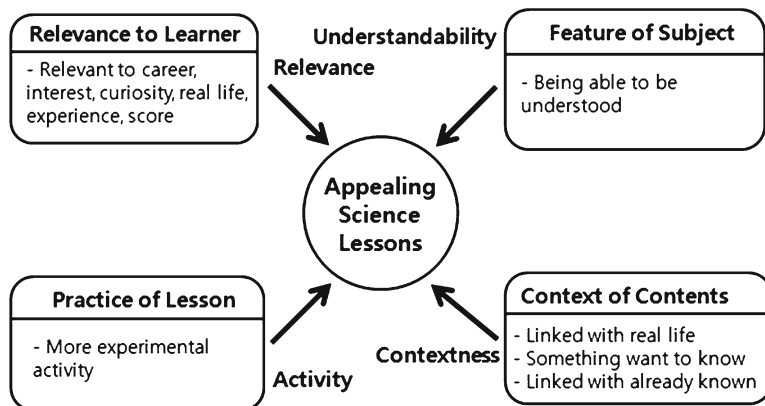 Relevance to Learner
- Relevant to career,
interest, curiosity, real life,
experience, score
Relevance
Understandability
Feature of Subject
- Being able to be
understood
Appealing
Science
Lessons
Practice of Lesson
- More experimental
activity
Activity
Contextness
Context of Contents
- Linked with real life
- Something want to know
- Linked with already known